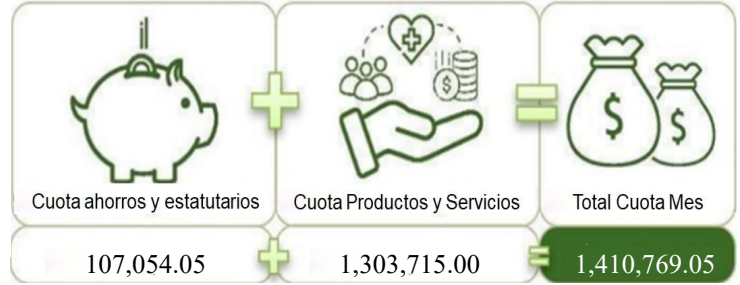 Cuota ahorros y estatutarios
Cuota Productos y Servicios
Total Cuota Mes
107,054.05
1,303,715.00
1,410,769.05